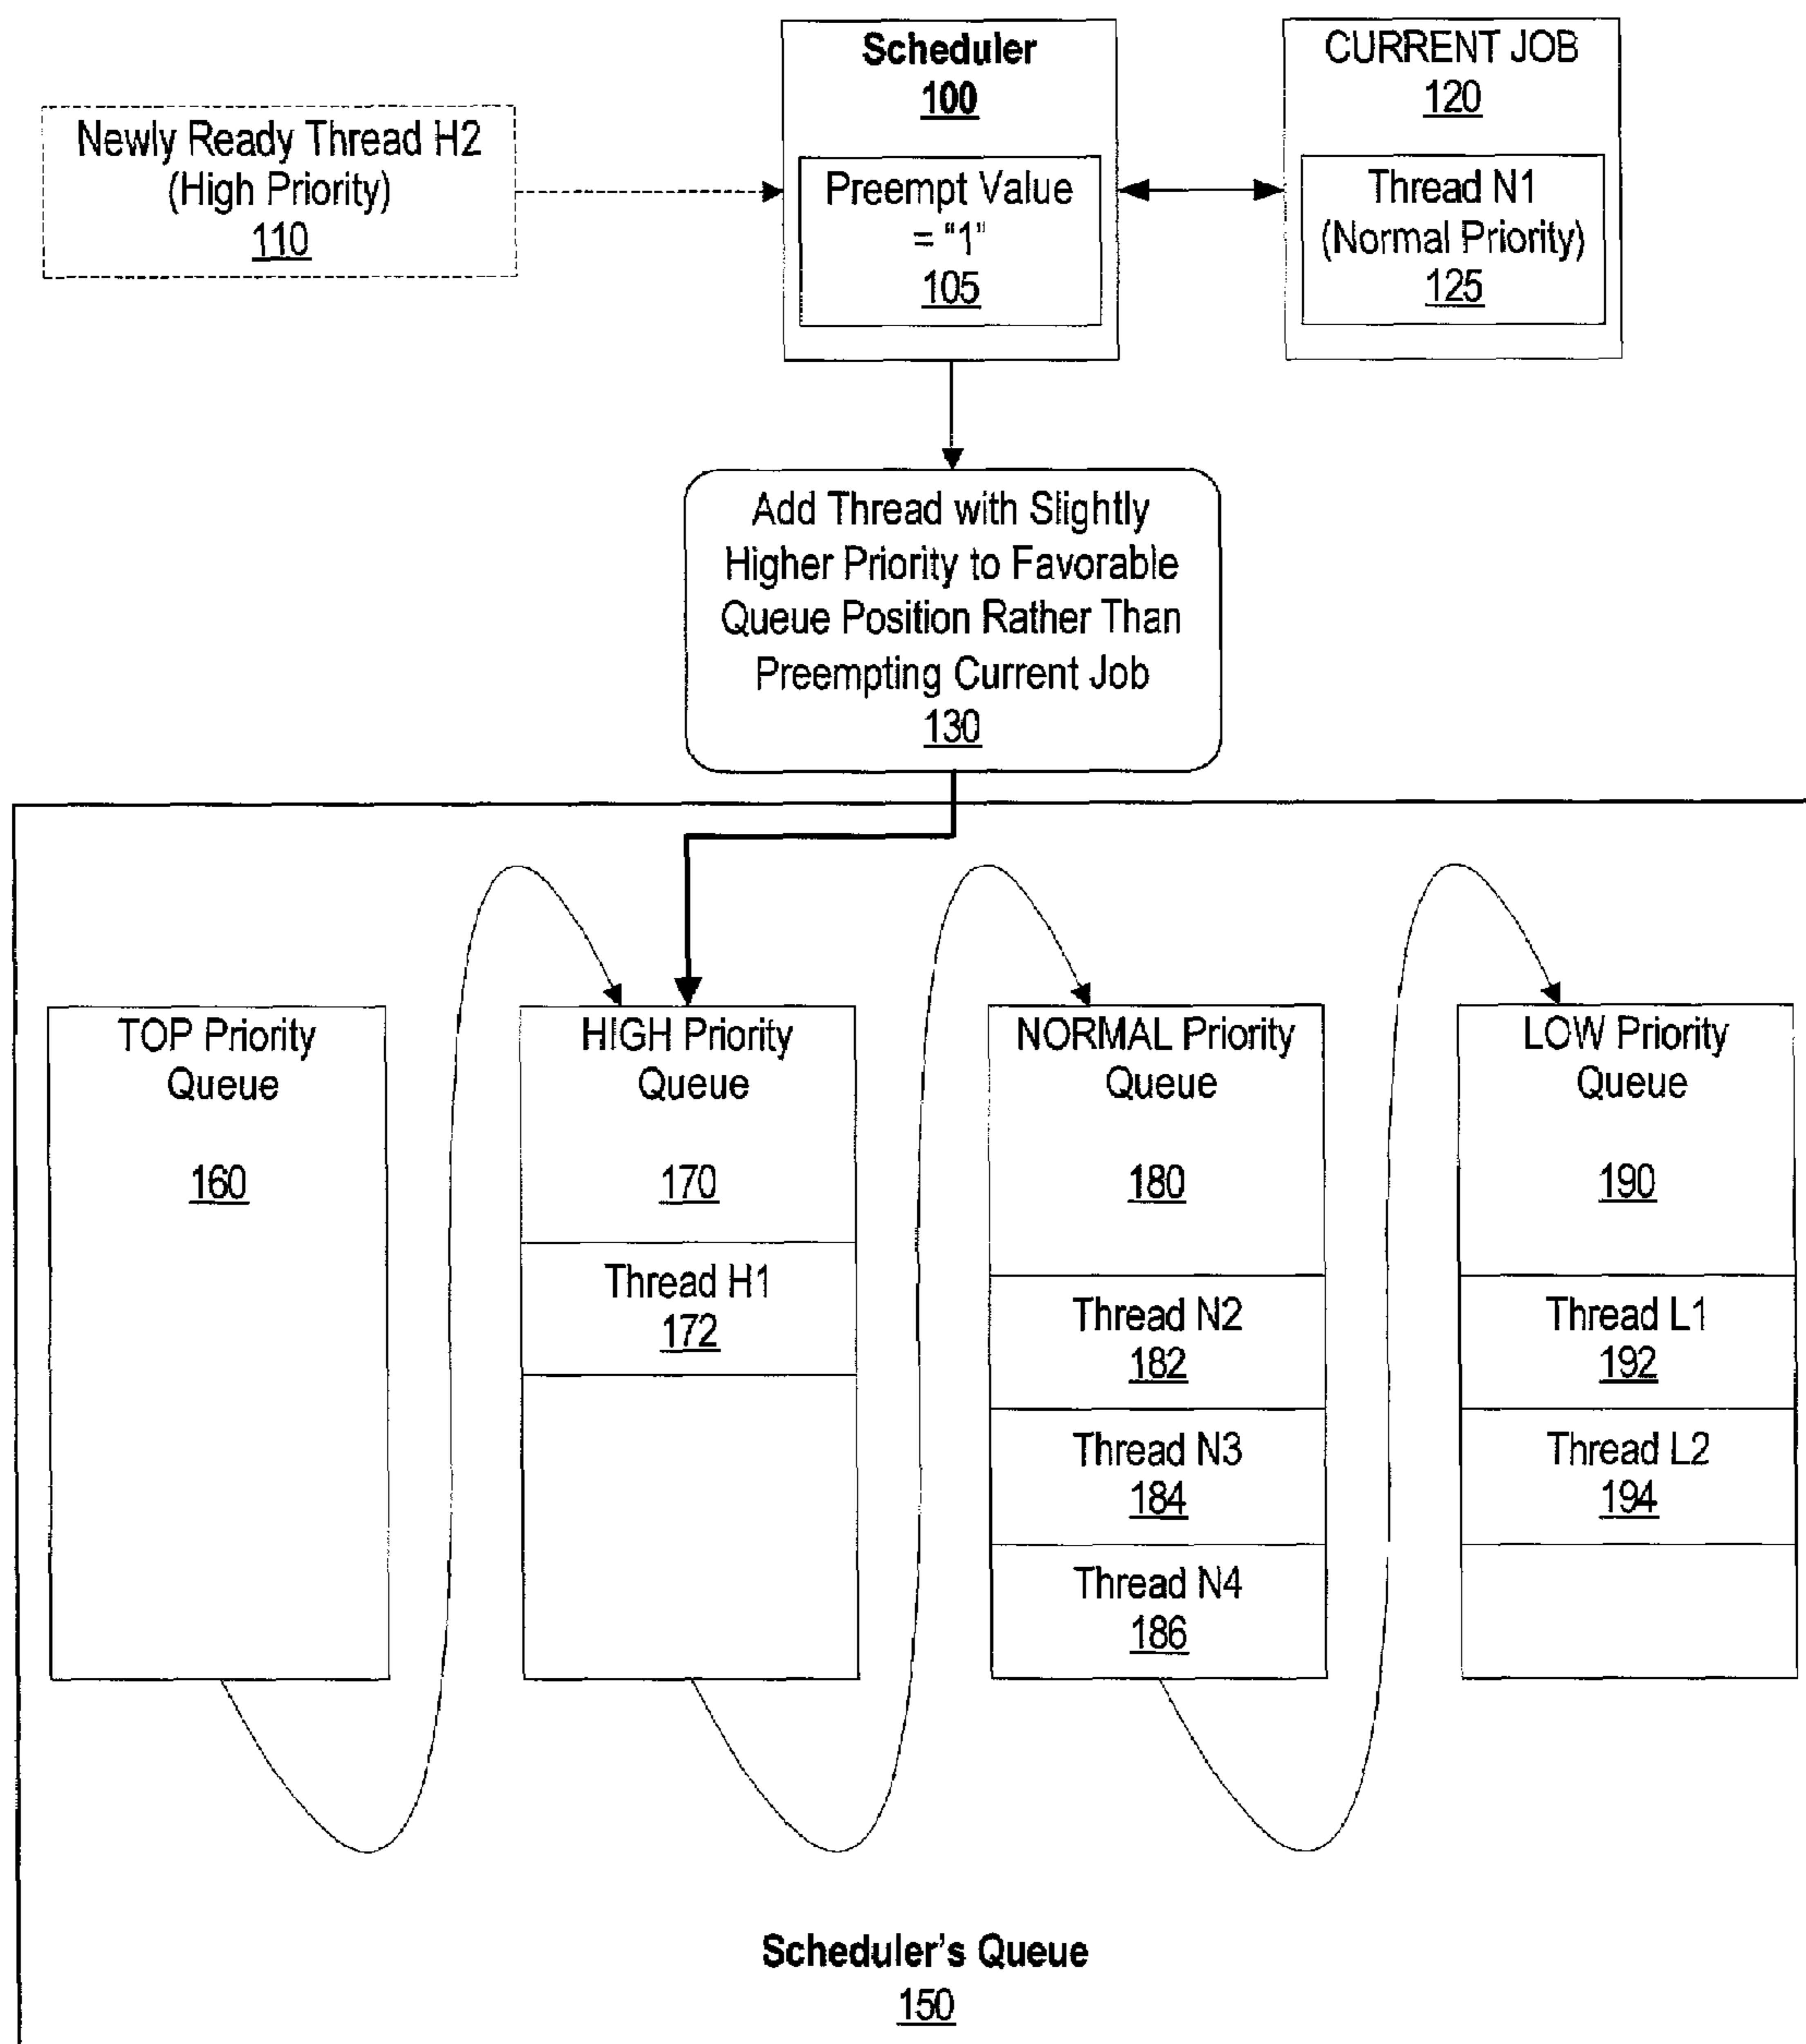 Scheduler
100
Preempt Value
= "1"
105
CURRENT JOB
120
Thread N1
(Normal Priority)
125
Newly Ready Thread H2
(High Priority)
110
Add Thread with Slightly
Higher Priority to Favorable
Queue Position Rather Than
Preempting Current Job
130
TOP Priority
Queue
160
HIGH Priority
Queue
170
Thread H1
172
NORMAL Priority
Queue
180
Thread N2
182
Thread N3
184
Thread N4
186
LOW Priority
Queue
190
Thread L1
192
Thread L2
194
Scheduler's Queue
150